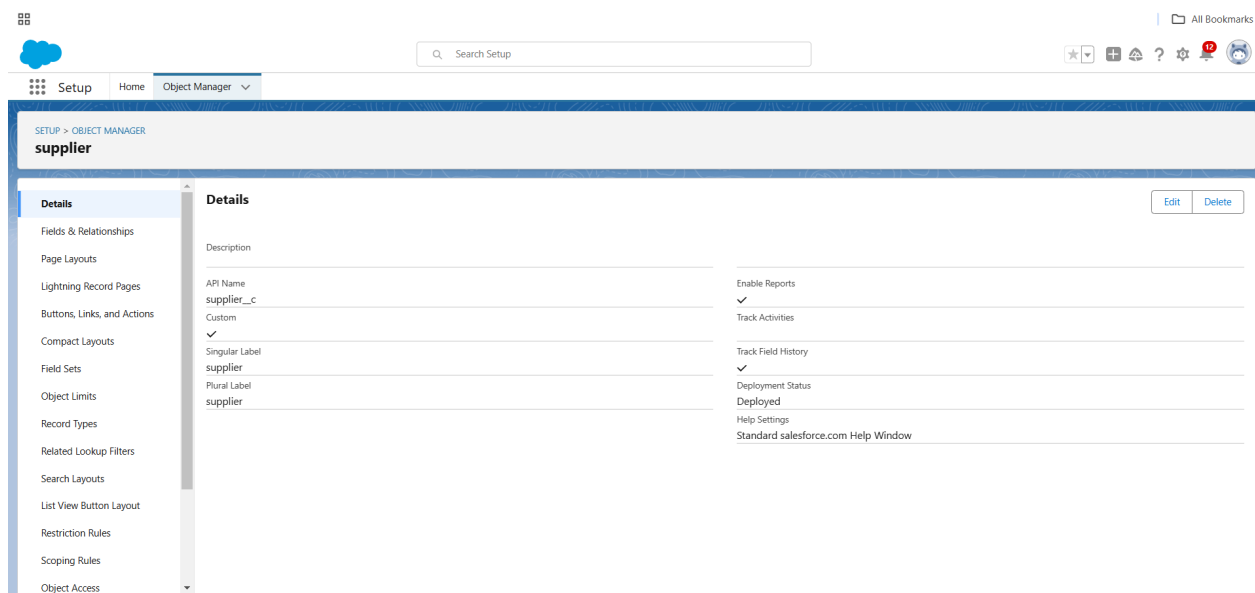 All Bookmarks
Search Setup
12
Setup
Home
Object Manager
SETUP > OBJECT MANAGER
supplier
Details
Fields & Relationships
Page Layouts
Lightning Record Pages
Buttons, Links, and Actions
Compact Layouts
Field Sets
Object Limits
Record Types
Related Lookup Filters
Search Layouts
List View Button Layout
Restriction Rules
Scoping Rules
Object Access
Details
Edit
Delete
Description
API Name
supplier__c
Custom
Singular Label
supplier
Plural Label
supplier
Enable Reports
Track Activities
Track Field History
Deployment Status
Deployed
Help Settings
Standard salesforce.com Help Window